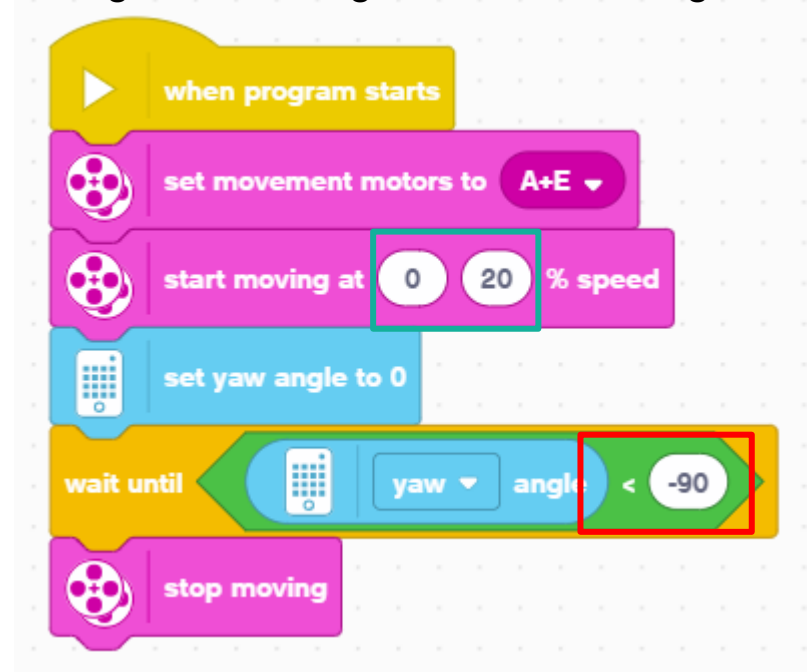 when program starts
set movement motors to A+E
start moving at 0 20 % speed
set yaw angle to 0
wait until yaw angle < -90
stop moving